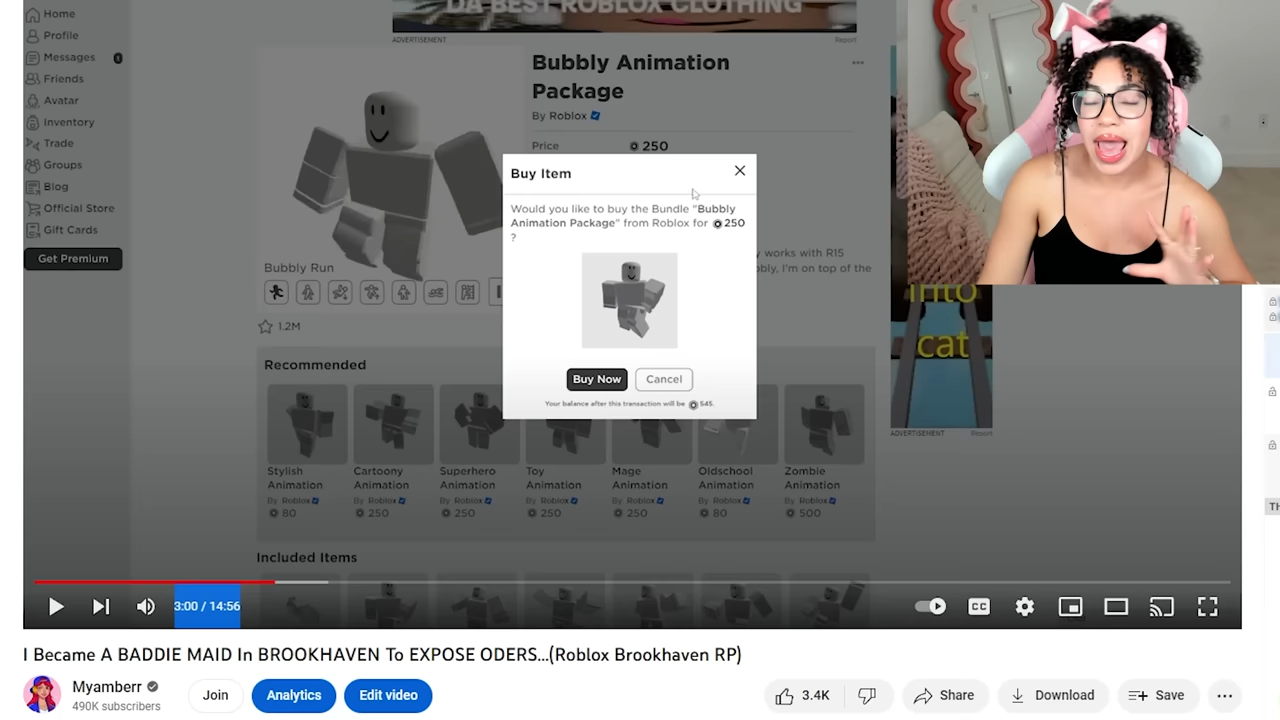 DA BEST ROBLOX CLOTHING
ADVERTISEMENT
Report
Home
Profile
Messages
Friends
Avatar
Inventory
Trade
Groups
Blog
Official Store
Gift Cards
Get Premium
Bubbly Animation
Package
By Roblox
Price 250
Bubbly Run
1.2M
Buy Item
Would you like to buy the Bundle "Bubbly
Animation Package" from Roblox for 250
?
Buy Now
Cancel
Your balance after this transaction will be 545.
works with R15
I'm on top of the
into
cat
ADVERTISEMENT
Report
Recommended
Stylish
Animation
By Roblox
80
Cartoony
Animation
By Roblox
250
Superhero
Animation
By Roblox
250
Toy
Animation
By Roblox
250
Mage
Animation
By Roblox
250
Oldschool
Animation
By Roblox
80
Zombie
Animation
By Roblox
500
Included Items
3:00 / 14:56
CC
I Became A BADDIE MAID In BROOKHAVEN To EXPOSE ODERS...(Roblox Brookhaven RP)
Myamberr
490K subscribers
Join
Analytics
Edit video
3.4K
Share
Download
Save